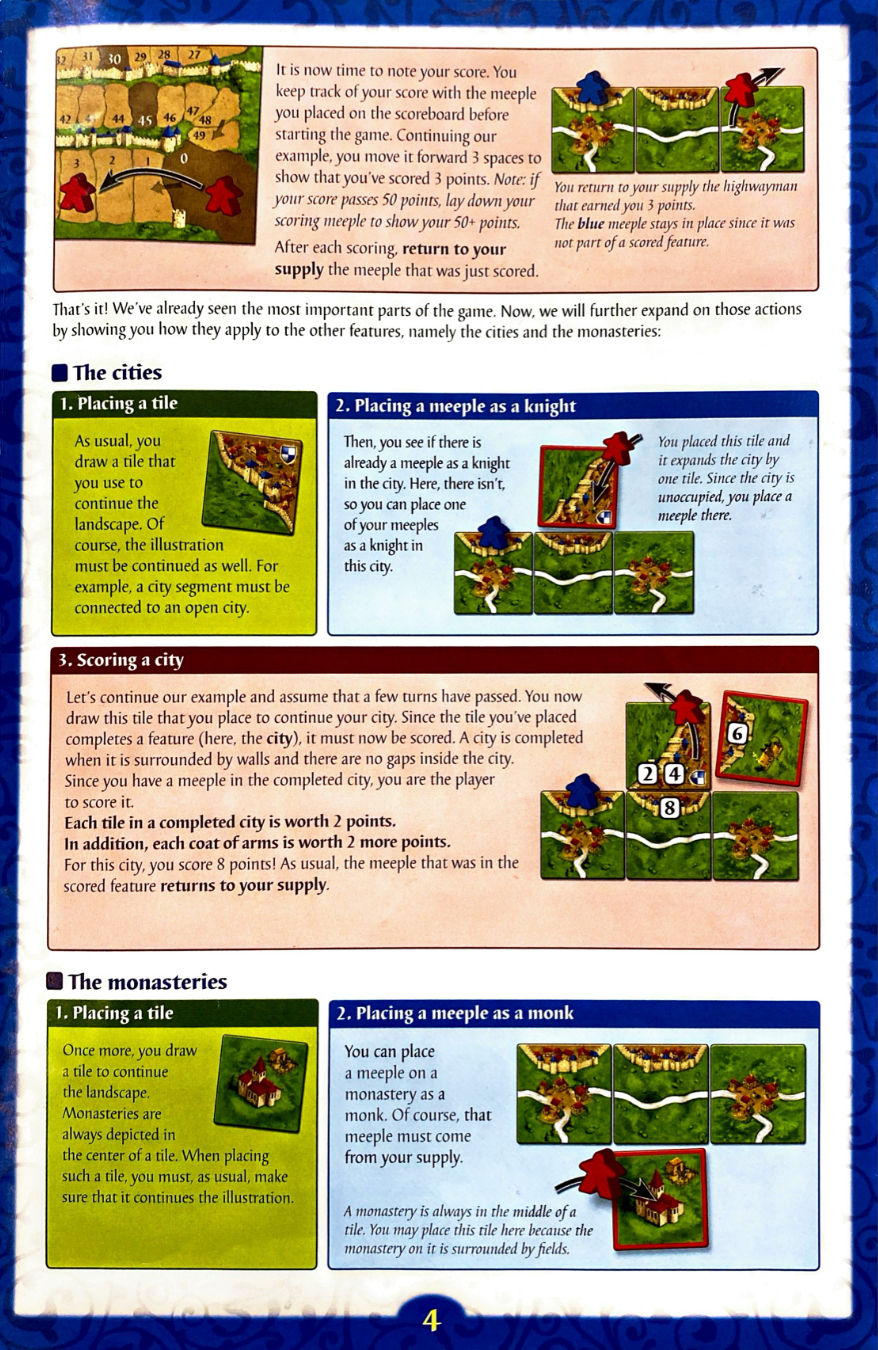 32 31 30 29 28 27
42 44 45 46 47 48
49
3 2 1 0
It is now time to note your score. You
keep track of your score with the meeple
you placed on the scoreboard before
starting the game. Continuing our
example, you move it forward 3 spaces to
show that you've scored 3 points. Note: if
your score passes 50 points, lay down your
scoring meeple to show your 50+ points.
After each scoring, return to your
supply the meeple that was just scored.
You return to your supply the highwayman
that earned you 3 points.
The blue meeple stays in place since it was
not part of a scored feature.
That's it! We've already seen the most important parts of the game. Now, we will further expand on those actions
by showing you how they apply to the other features, namely the cities and the monasteries:
The cities
1. Placing a tile
As usual, you
draw a tile that
you use to
continue the
landscape. Of
course, the illustration
must be continued as well. For
example, a city segment must be
connected to an open city.
2. Placing a meeple as a knight
Then, you see if there is
already a meeple as a knight
in the city. Here, there isn't,
so you can place one
of your meeples
as a knight in
this city.
You placed this tile and
it expands the city by
one tile. Since the city is
unoccupied, you place a
meeple there.
3. Scoring a city
Let's continue our example and assume that a few turns have passed. You now
draw this tile that you place to continue your city. Since the tile you've placed
completes a feature (here, the city), it must now be scored. A city is completed
when it is surrounded by walls and there are no gaps inside the city.
Since you have a meeple in the completed city, you are the player
to score it.
Each tile in a completed city is worth 2 points.
In addition, each coat of arms is worth 2 more points.
For this city, you score 8 points! As usual, the meeple that was in the
scored feature returns to your supply.
6
2 4
8
The monasteries
1. Placing a tile
Once more, you draw
a tile to continue
the landscape.
Monasteries are
always depicted in
the center of a tile. When placing
such a tile, you must, as usual, make
sure that it continues the illustration.
2. Placing a meeple as a monk
You can place
a meeple on a
monastery as a
monk. Of course, that
meeple must come
from your supply.
A monastery is always in the middle of a
tile. You may place this tile here because the
monastery on it is surrounded by fields.
4